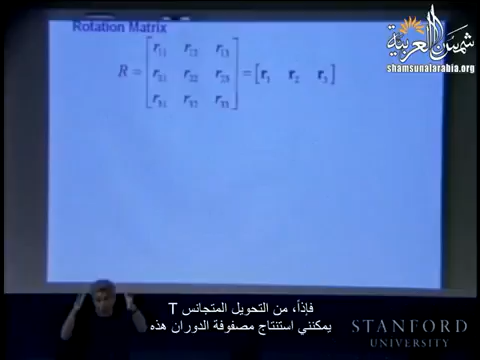 Rotation Matrix
شمس العربية
shamsunalarabia.org
r11 r12 r13
R = r21 r22 r23 = [r1 r2 r3]
r31 r32 r33
فإذاً، من التحويل المتجانس T
يمكنني استنتاج مصفوفة الدوران هذه
STANFORD
UNIVERSITY